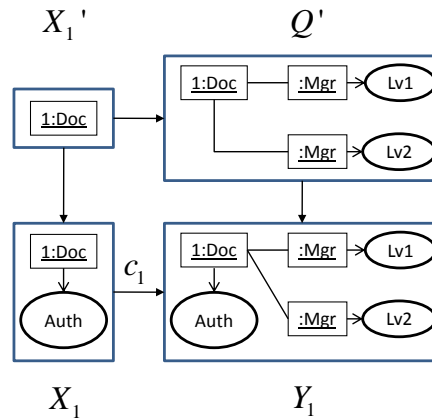 X₁' Q'
1:Doc :Mgr Lv1
1:Doc
:Mgr Lv2
1:Doc c₁ 1:Doc :Mgr Lv1
Auth Auth :Mgr Lv2
X₁ Y₁